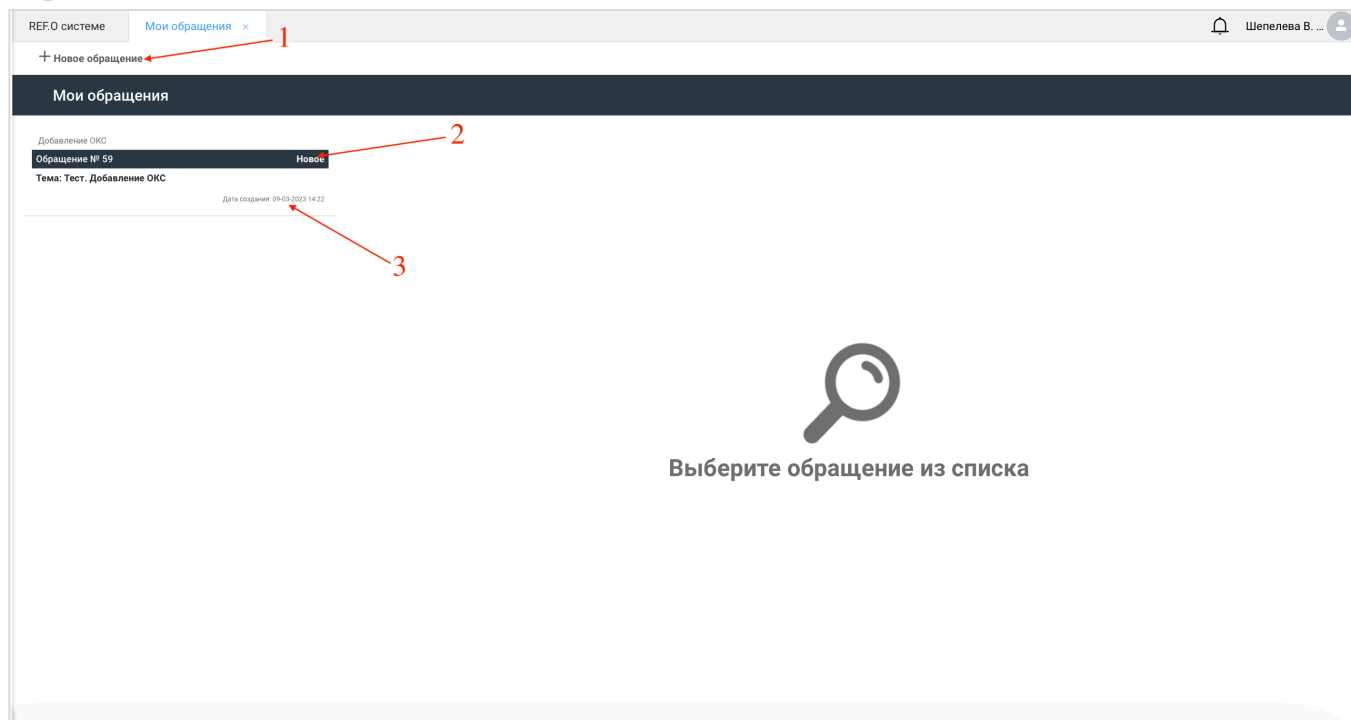 REF.О системе
Мои обращения ×
Шепелева В. ...
1
+ Новое обращение
Мои обращения
Добавление ОКС
2
Обращение № 59
Новое
Тема: Тест. Добавление ОКС
Дата создания: 09-03-2023 14:22
3
Выберите обращение из списка